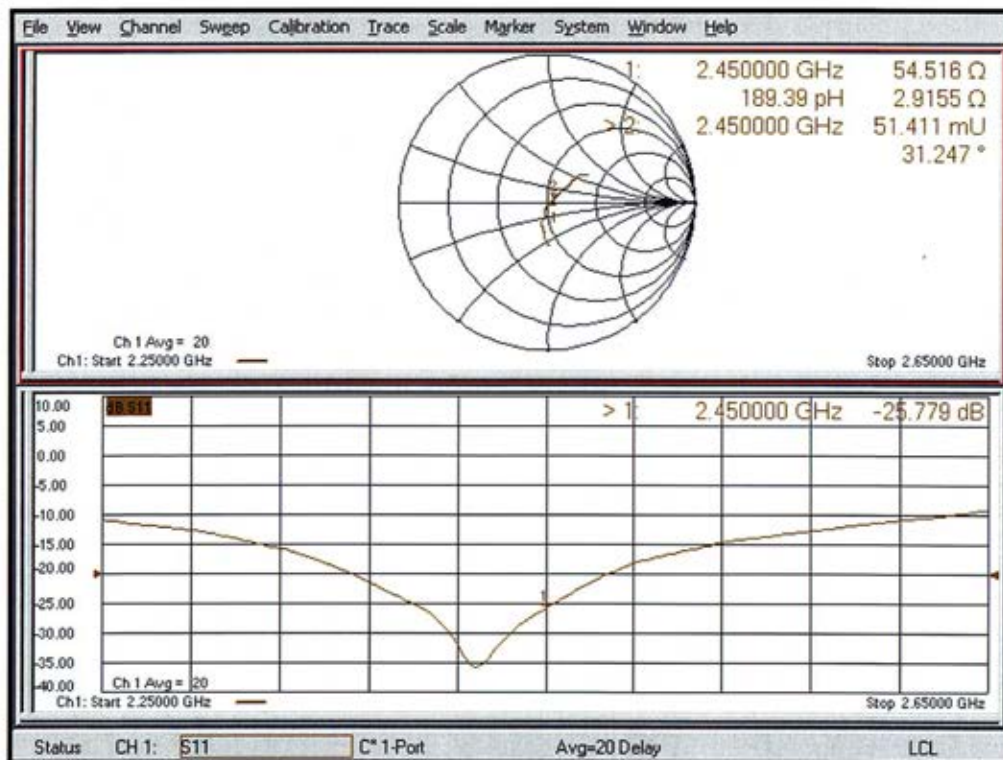 File View Channel Sweep Calibration Trace Scale Marker System Window Help
1: 2.450000 GHz 54.516 Ω
189.39 pH 2.9155 Ω
> 2: 2.450000 GHz 51.411 mU
31.247 °
Ch 1 Avg = 20
Ch1: Start 2.25000 GHz
Stop 2.65000 GHz
10.00
5.00
0.00
-5.00
-10.00
-15.00
-20.00
-25.00
-30.00
-35.00
-40.00
dB S11
> 1: 2.450000 GHz -25.779 dB
1
Ch 1 Avg = 20
Ch1: Start 2.25000 GHz
Stop 2.65000 GHz
Status CH 1: S11 C* 1-Port Avg=20 Delay LCL